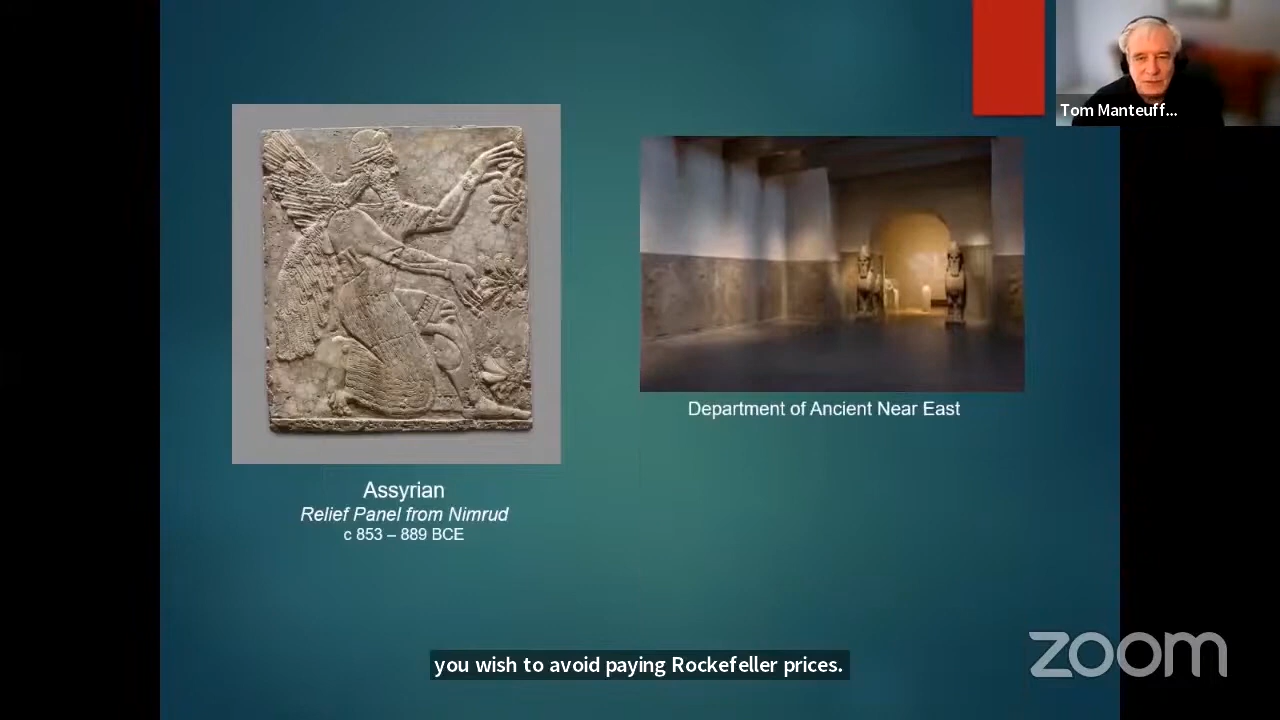 Tom Manteuff...
Department of Ancient Near East
Assyrian
Relief Panel from Nimrud
c 853 – 889 BCE
you wish to avoid paying Rockefeller prices.
zoom